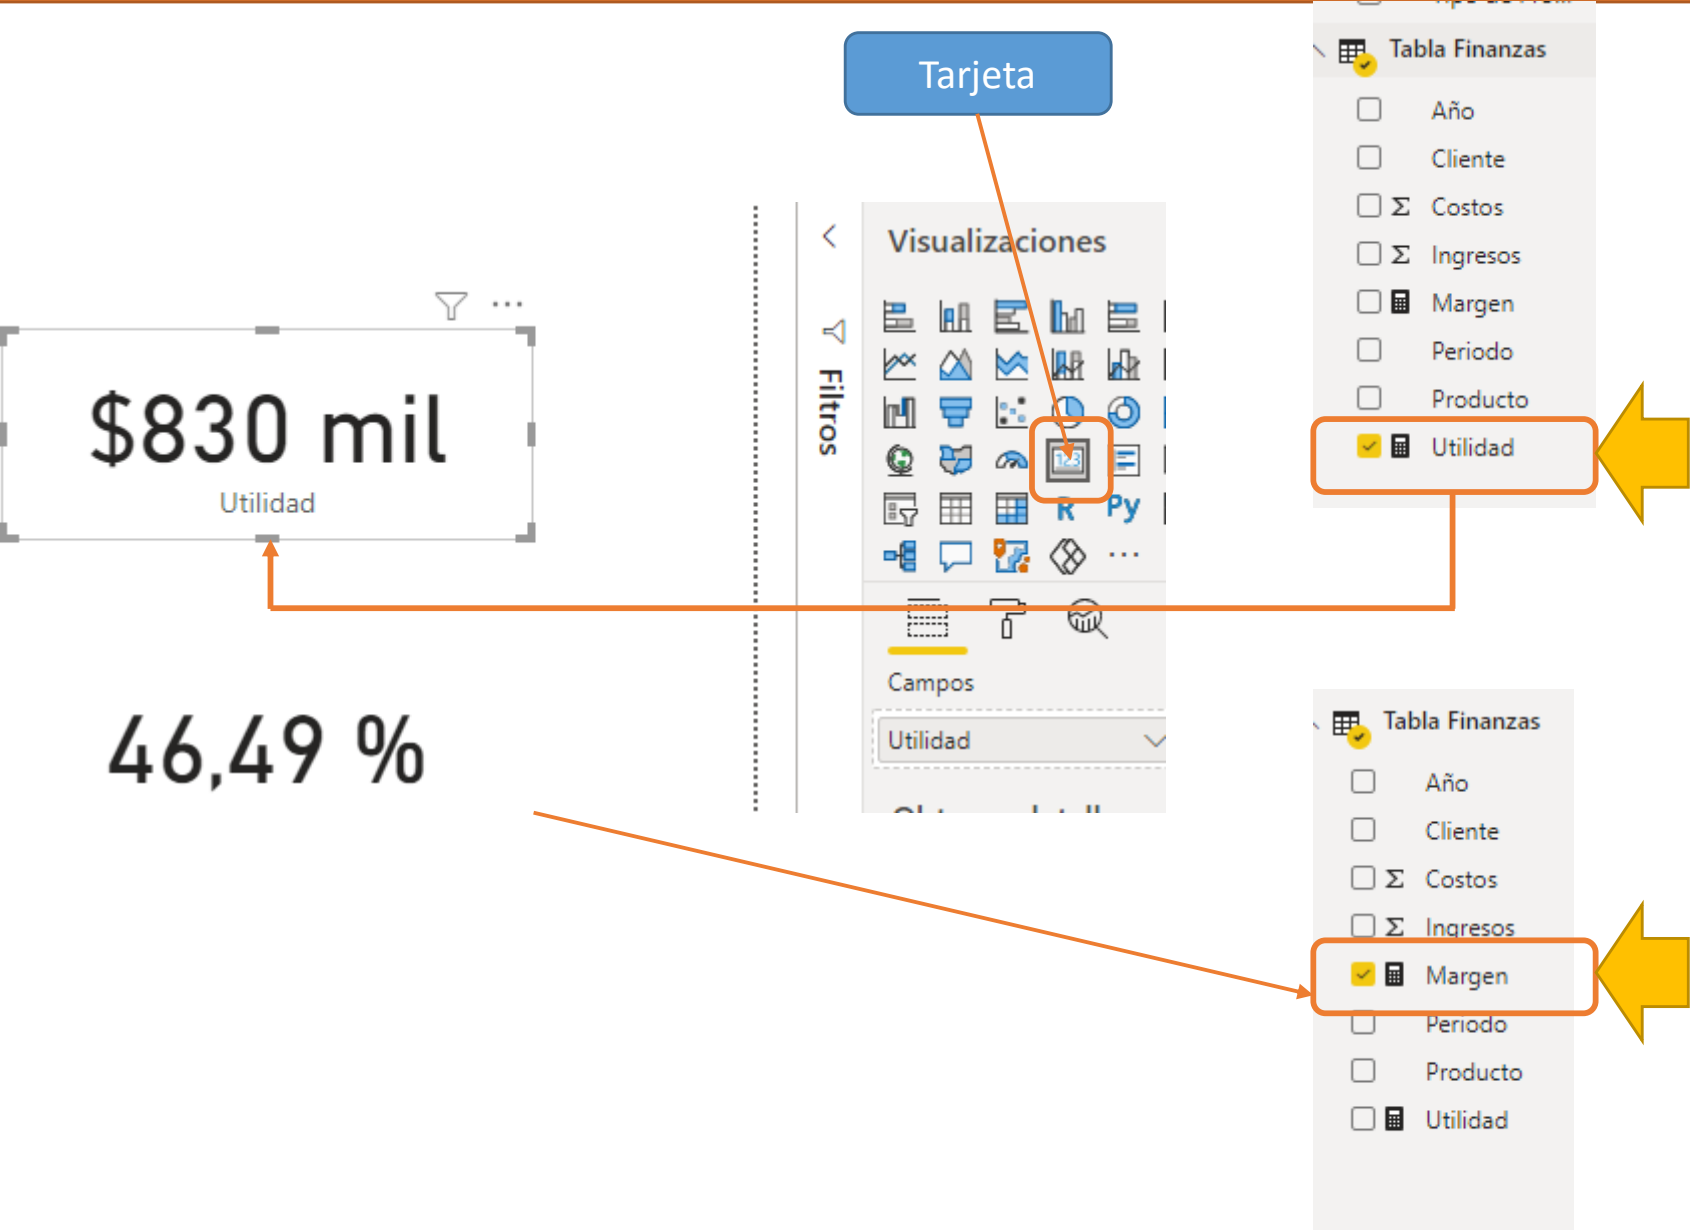 Tarjeta
$830 mil
Utilidad
46,49 %
Filtros
Visualizaciones
123
R
Py
Campos
Utilidad
Tabla Finanzas
Año
Cliente
Σ Costos
Σ Ingresos
Margen
Periodo
Producto
Utilidad
Tabla Finanzas
Año
Cliente
Σ Costos
Σ Ingresos
Margen
Periodo
Producto
Utilidad